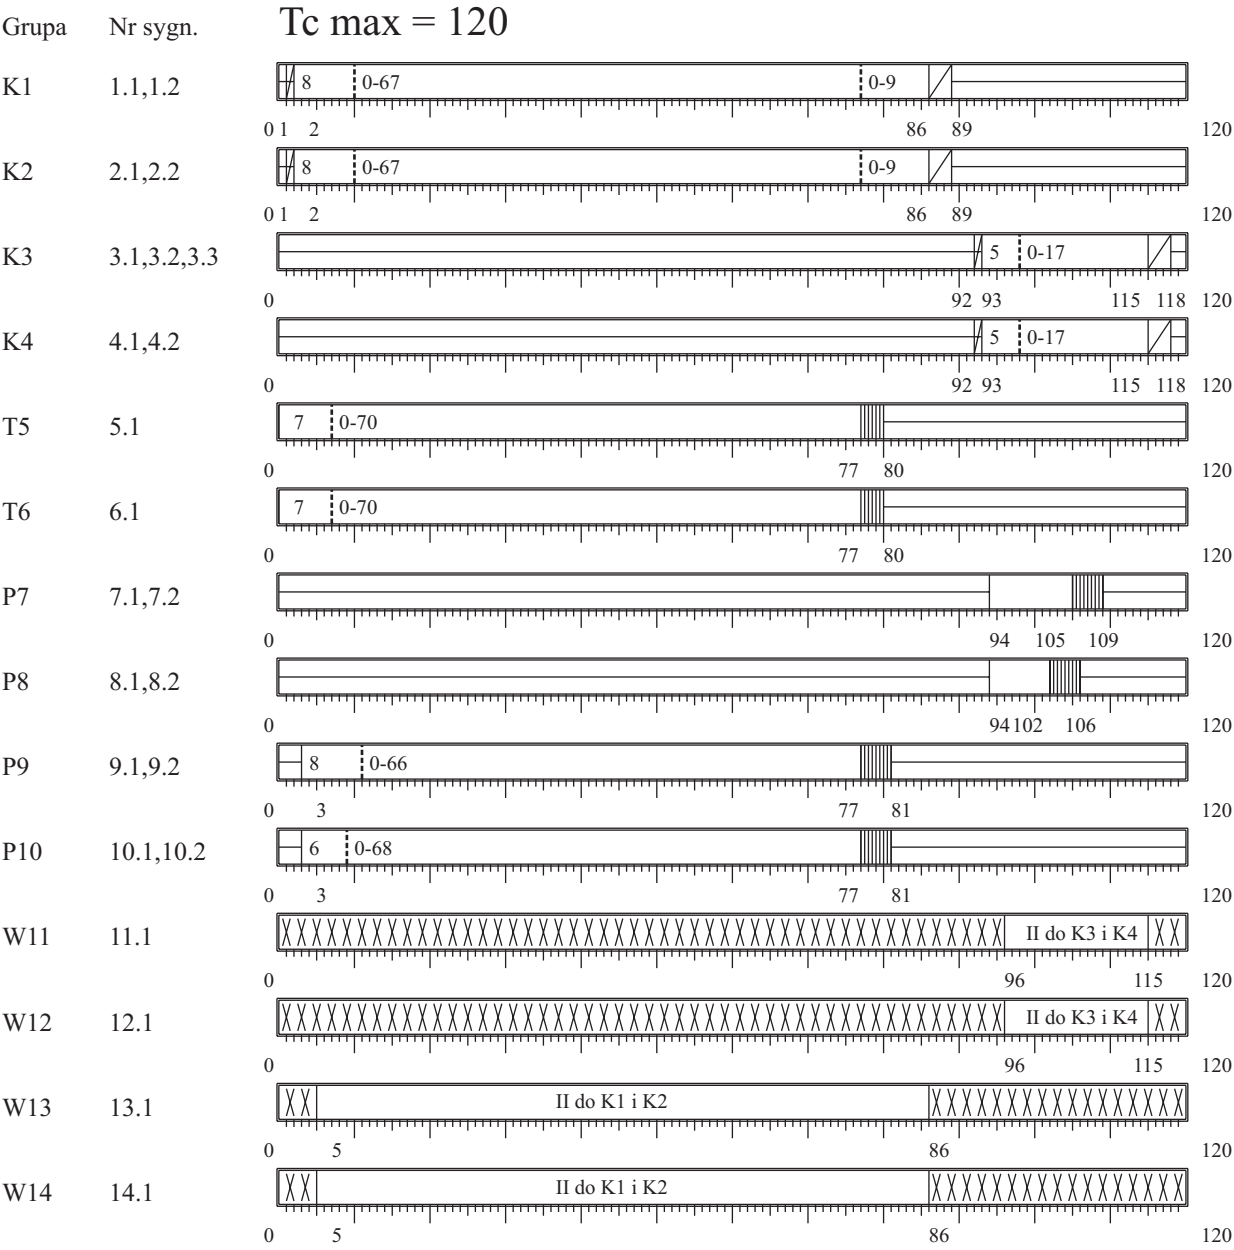 Grupa Nr sygn. Tc max = 120
K1 1.1,1.2 8 0-67 0-9
0 1 2 86 89 120
K2 2.1,2.2 8 0-67 0-9
0 1 2 86 89 120
K3 3.1,3.2,3.3 5 0-17
0 92 93 115 118 120
K4 4.1,4.2 5 0-17
0 92 93 115 118 120
T5 5.1 7 0-70
0 77 80 120
T6 6.1 7 0-70
0 77 80 120
P7 7.1,7.2
0 94 105 109 120
P8 8.1,8.2
0 94 102 106 120
P9 9.1,9.2 8 0-66
0 3 77 81 120
P10 10.1,10.2 6 0-68
0 3 77 81 120
W11 11.1 II do K3 i K4
0 96 115 120
W12 12.1 II do K3 i K4
0 96 115 120
W13 13.1 II do K1 i K2
0 5 86 120
W14 14.1 II do K1 i K2
0 5 86 120